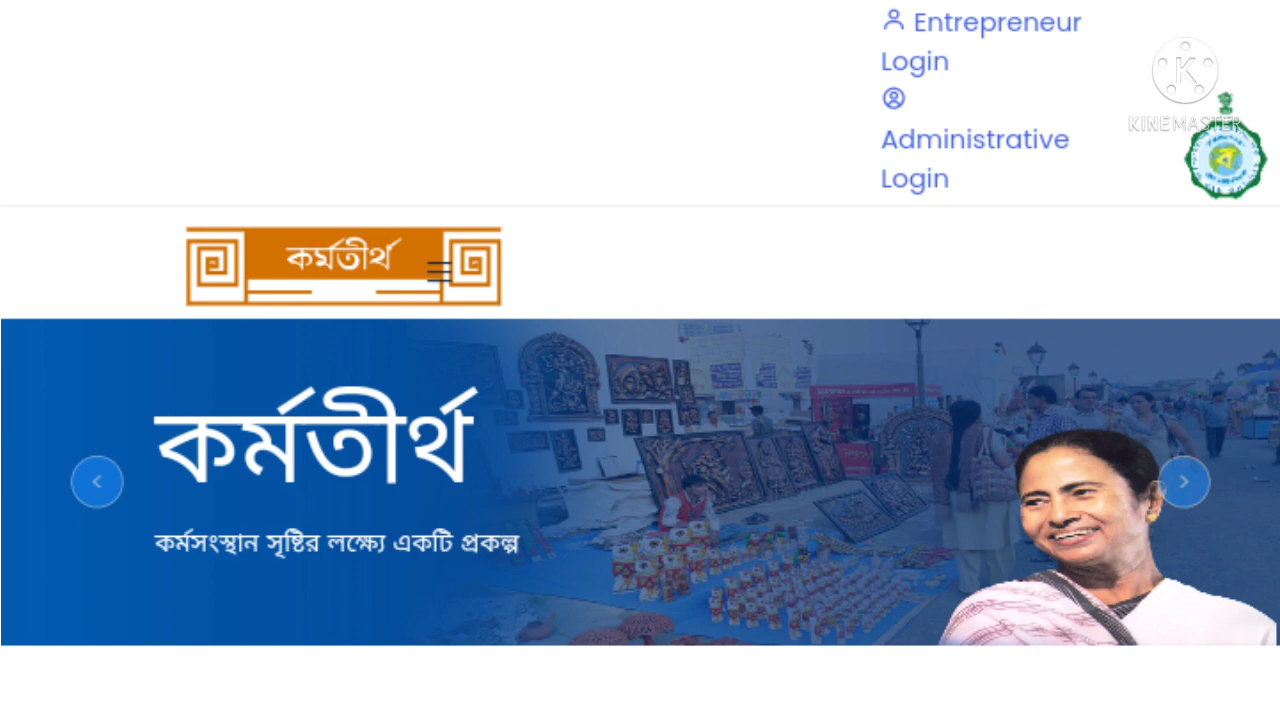 Entrepreneur
Login
Administrative
Login
KINEMASTER
কর্মতীর্থ
কর্মতীর্থ
কর্মসংস্থান সৃষ্টির লক্ষ্যে একটি প্রকল্প